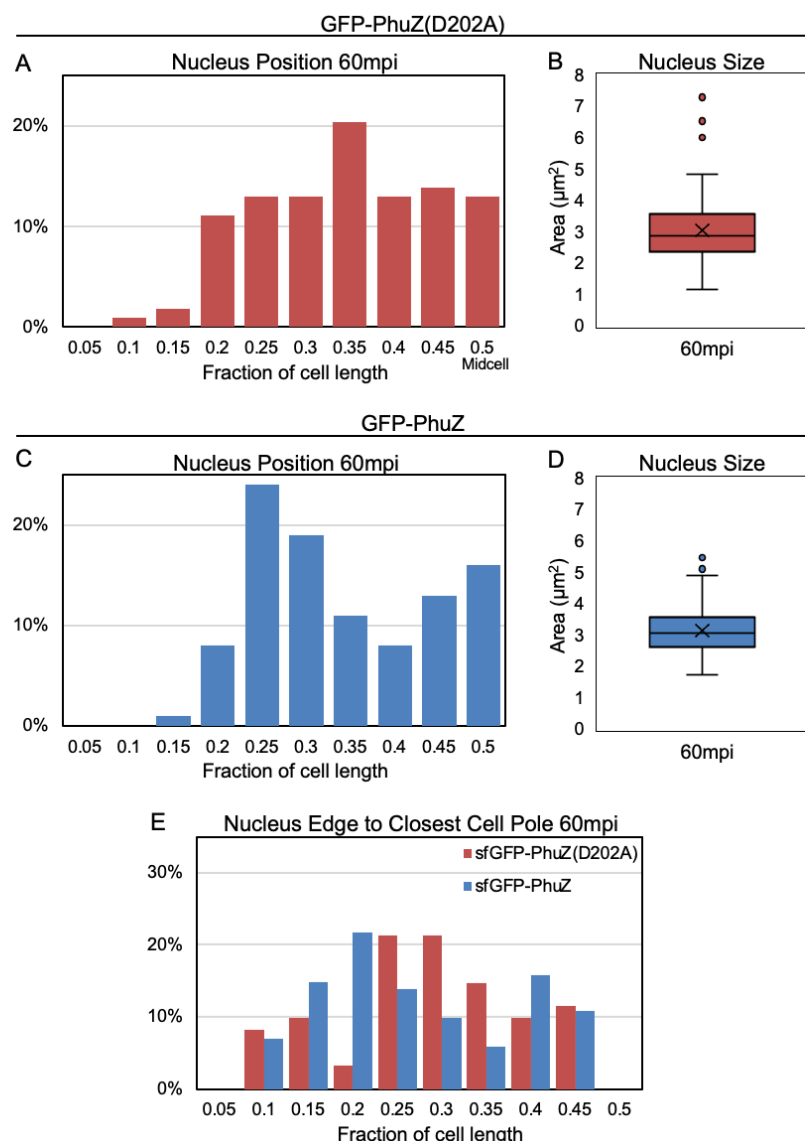 GFP-PhuZ(D202A)
A
Nucleus Position 60mpi
20%
10%
0%
0.05 0.1 0.15 0.2 0.25 0.3 0.35 0.4 0.45 0.5
Midcell
Fraction of cell length
B
Nucleus Size
Area (µm²)
8
7
6
5
4
3
2
1
0
60mpi
GFP-PhuZ
C
Nucleus Position 60mpi
20%
10%
0%
0.05 0.1 0.15 0.2 0.25 0.3 0.35 0.4 0.45 0.5
Fraction of cell length
D
Nucleus Size
Area (µm²)
8
7
6
5
4
3
2
1
0
60mpi
E
Nucleus Edge to Closest Cell Pole 60mpi
sfGFP-PhuZ(D202A)
sfGFP-PhuZ
30%
20%
10%
0%
0.05 0.1 0.15 0.2 0.25 0.3 0.35 0.4 0.45 0.5
Fraction of cell length